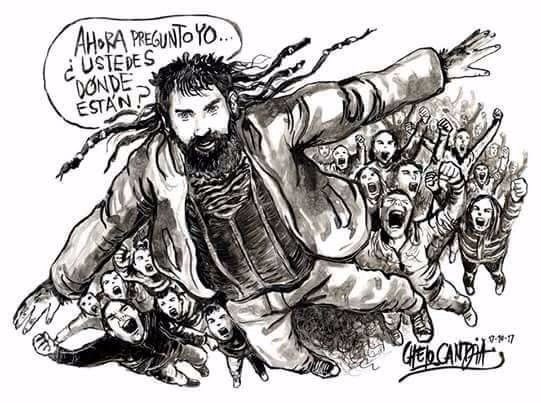 AHORA PREGUNTO YO...
¿USTEDES
DÓNDE
ESTÁN?
17-10-17
CHELO CANDIA